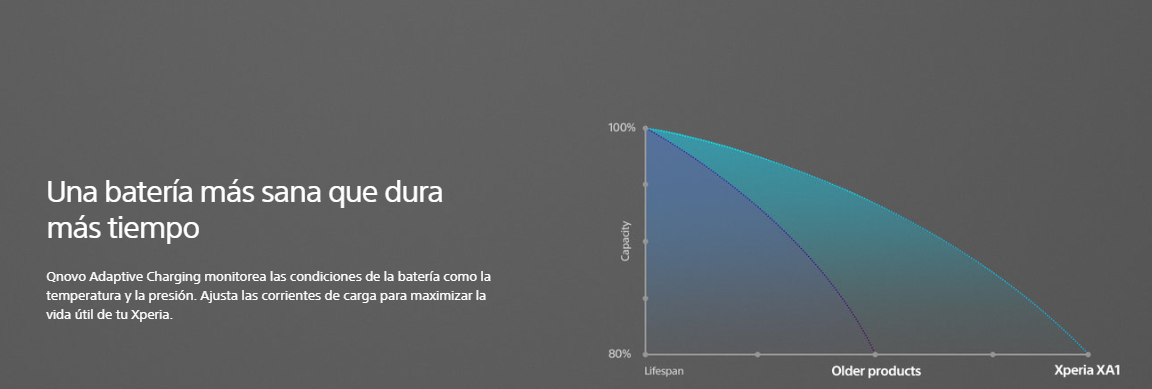 Una batería más sana que dura
más tiempo
Qnovo Adaptive Charging monitorea las condiciones de la batería como la
temperatura y la presión. Ajusta las corrientes de carga para maximizar la
vida útil de tu Xperia.
100%
Capacity
80%
Lifespan
Older products
Xperia XA1